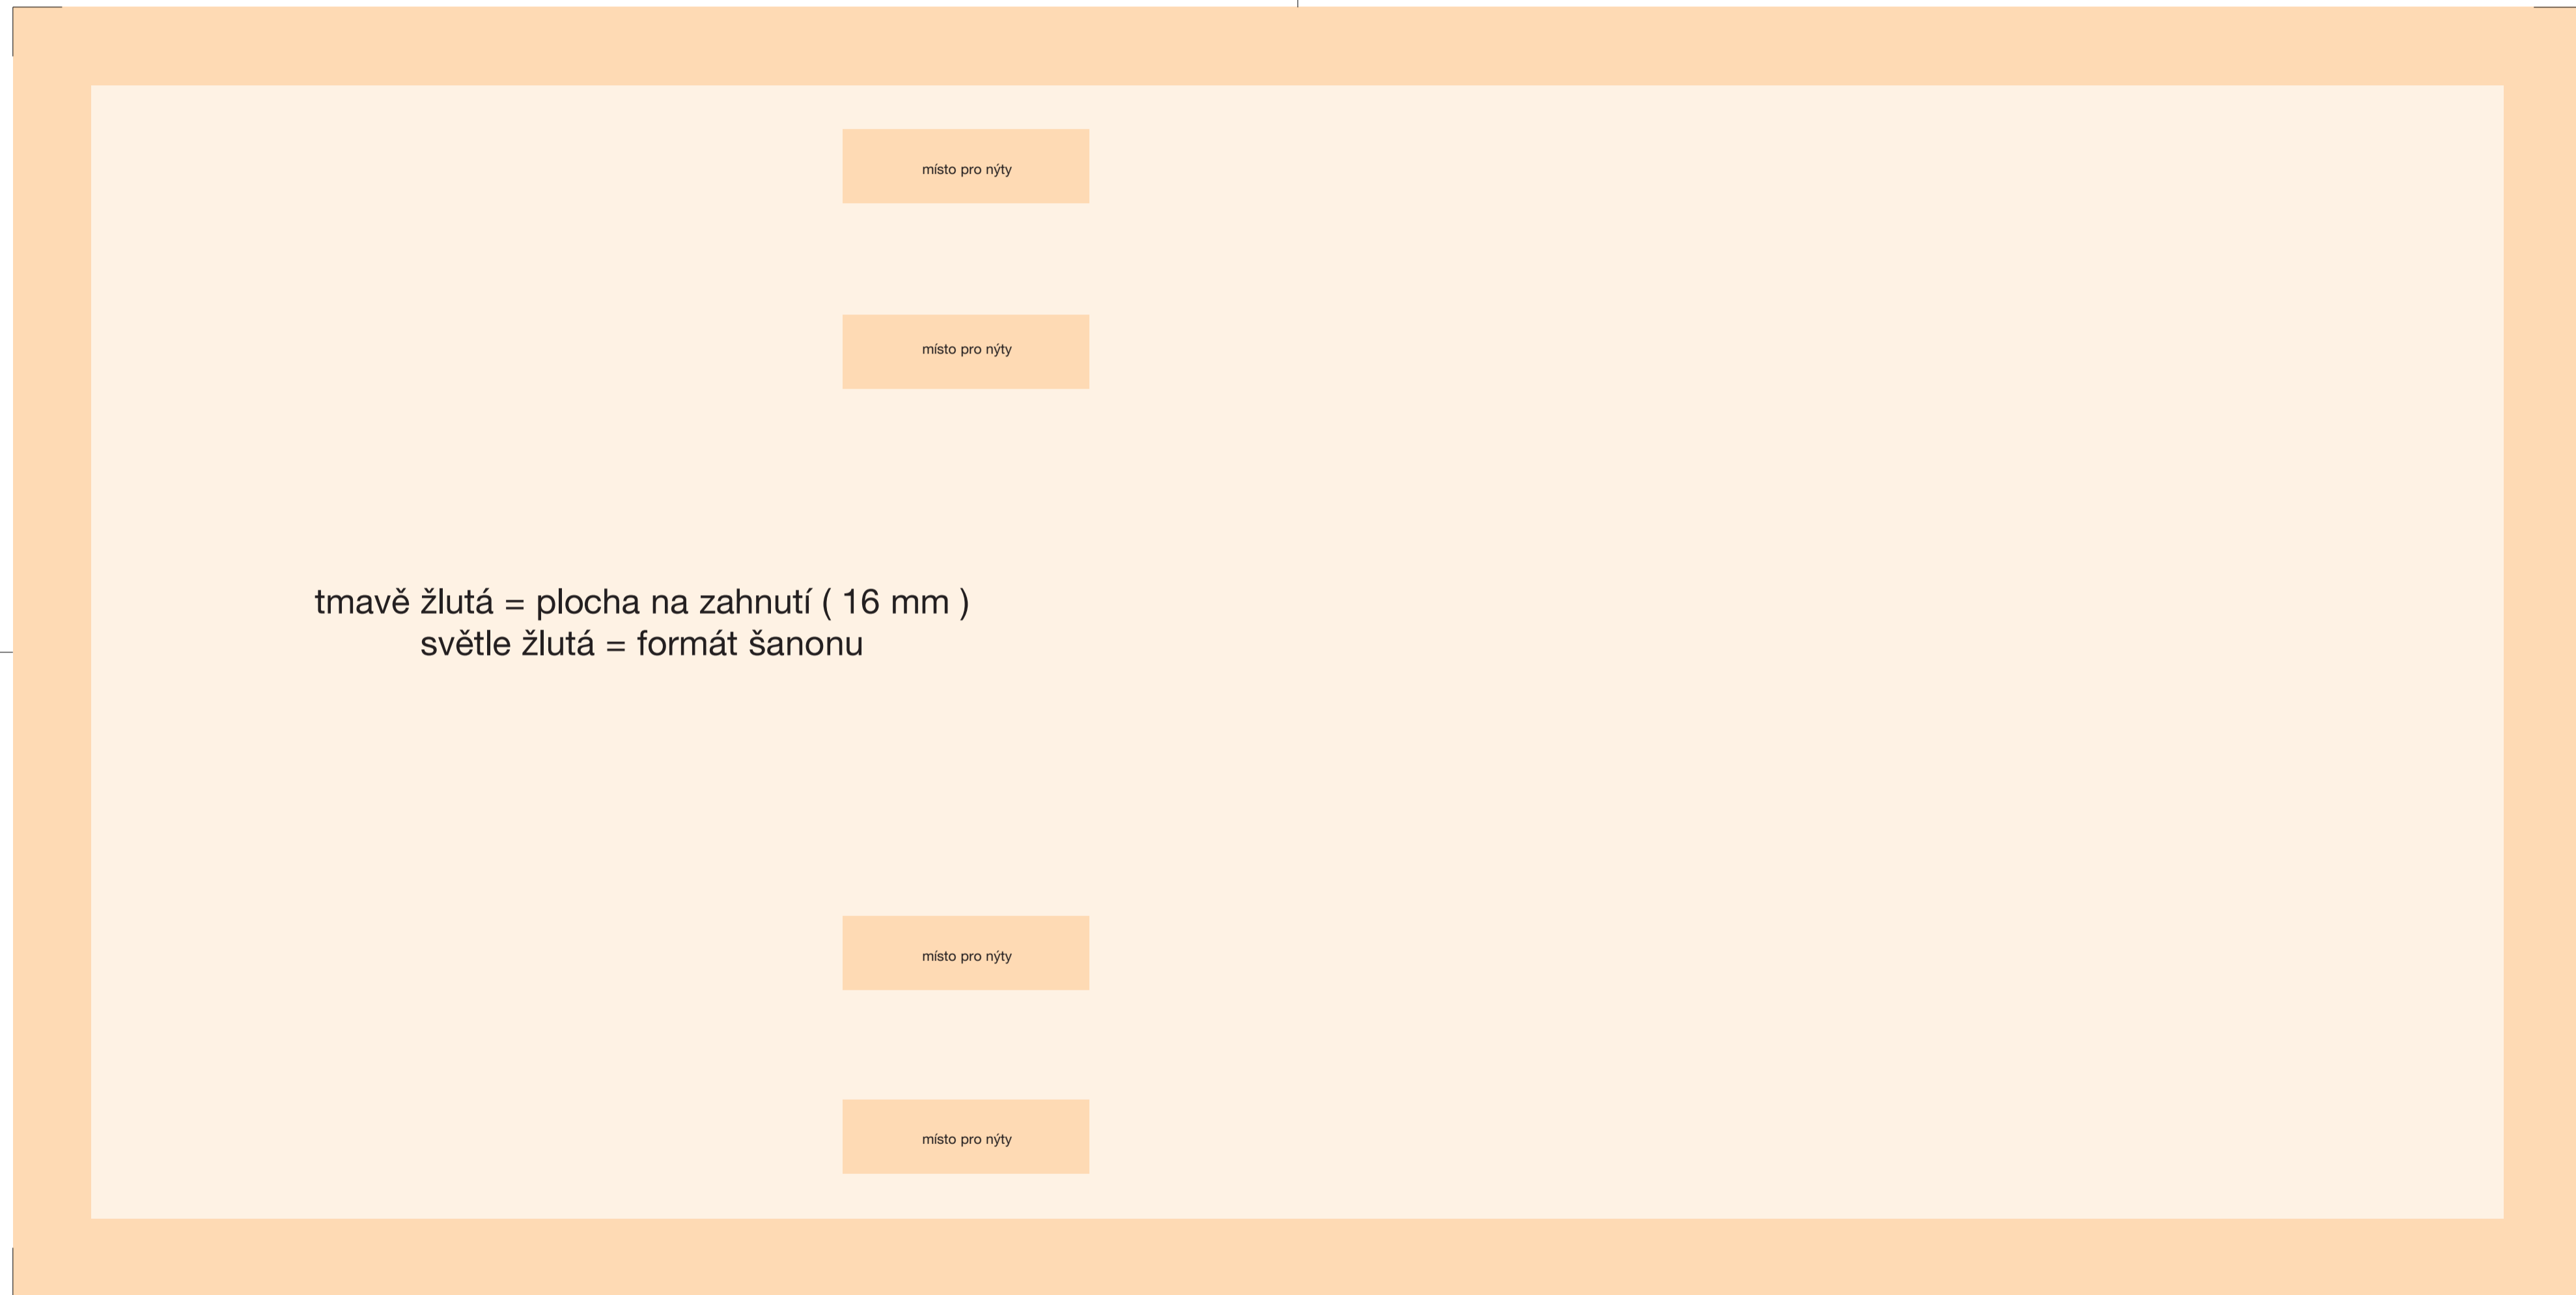 místo pro nýty
místo pro nýty
tmavě žlutá = plocha na zahnutí ( 16 mm )
světle žlutá = formát šanonu
místo pro nýty
místo pro nýty